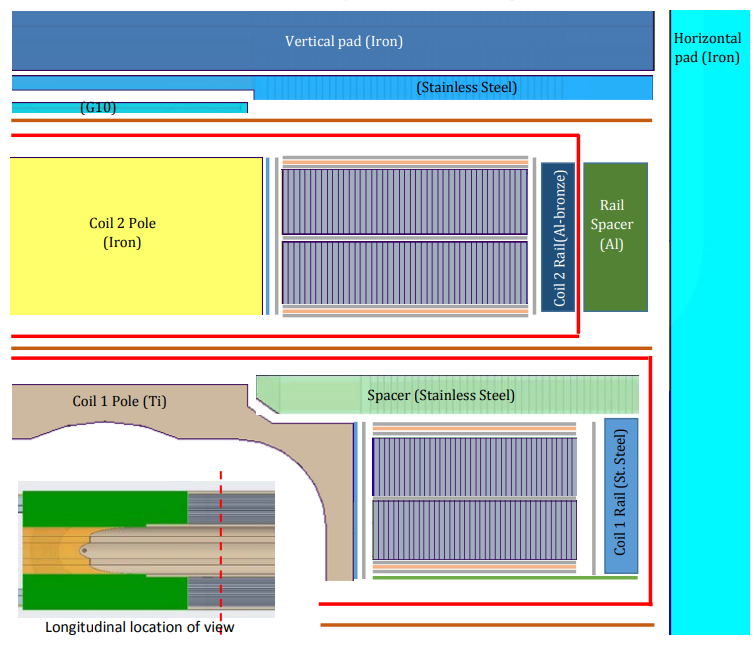 Vertical pad (Iron)
Horizontal
pad (Iron)
(Stainless Steel)
(G10)
Coil 2 Pole
(Iron)
Coil 2 Rail(Al-bronze)
Rail
Spacer
(Al)
Coil 1 Pole (Ti)
Spacer (Stainless Steel)
Coil 1 Rail (St. Steel)
Longitudinal location of view